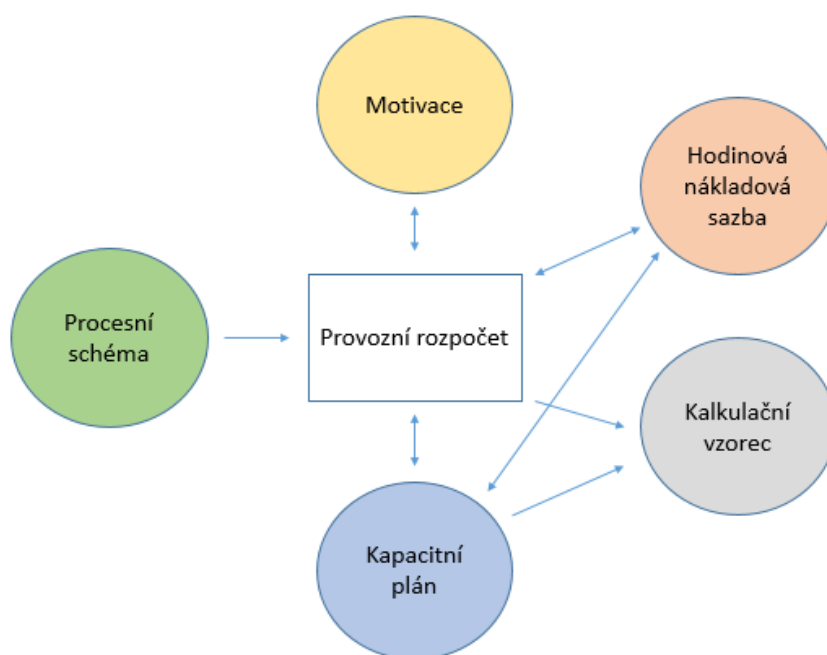 Motivace
Hodinová
nákladová
sazba
Procesní
schéma
Provozní rozpočet
Kalkulační
vzorec
Kapacitní
plán